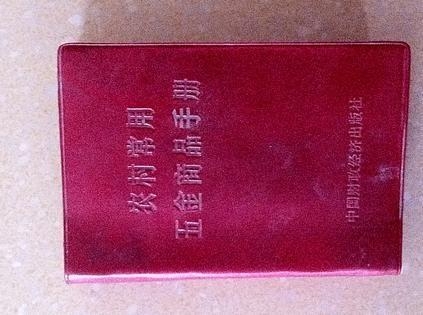 农村常用
五金商品手册
中国财政经济出版社